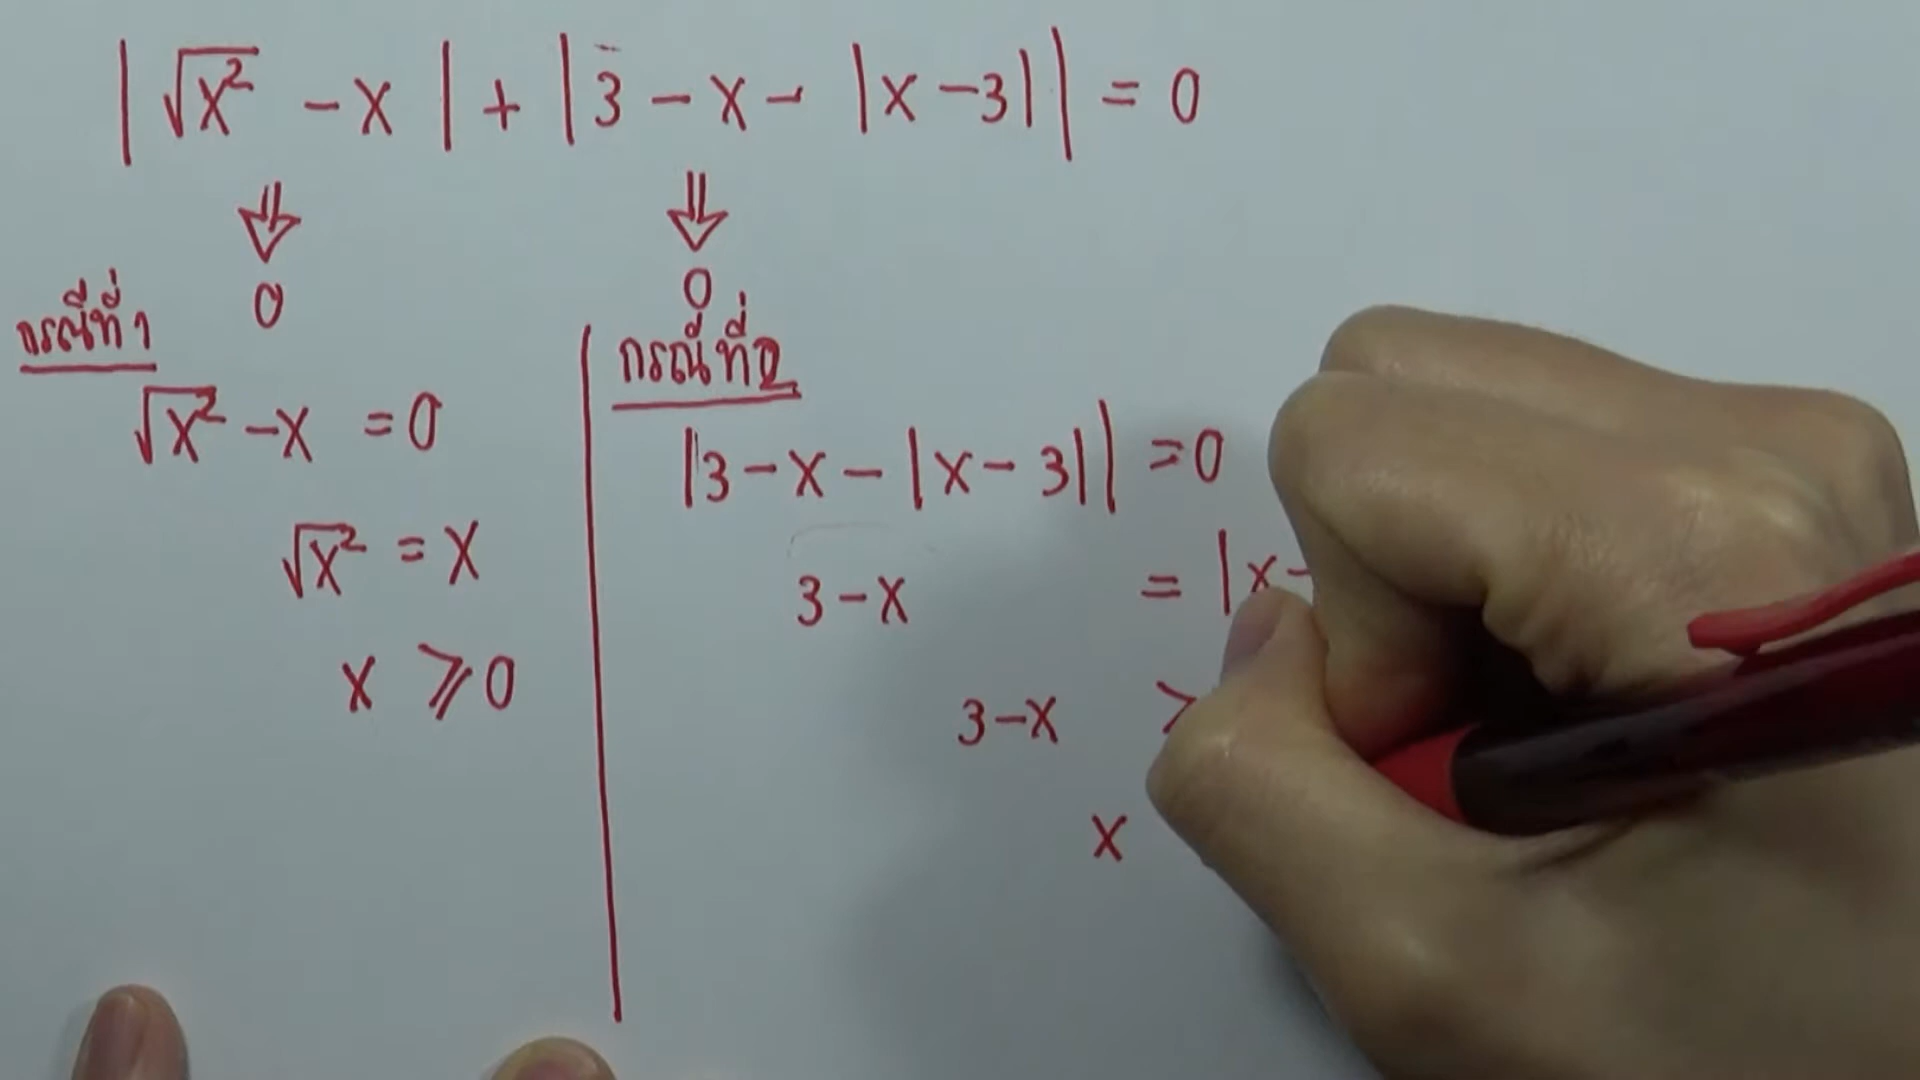 |√x² - x| + |3 - x - |x - 3|| = 0
⇓ ⇓
0 0
กรณีที่ 1
√x² - x = 0
√x² = x
x ⩾ 0
กรณีที่ 2
|3 - x - |x - 3|| = 0
3 - x = |x -
3 - x
x